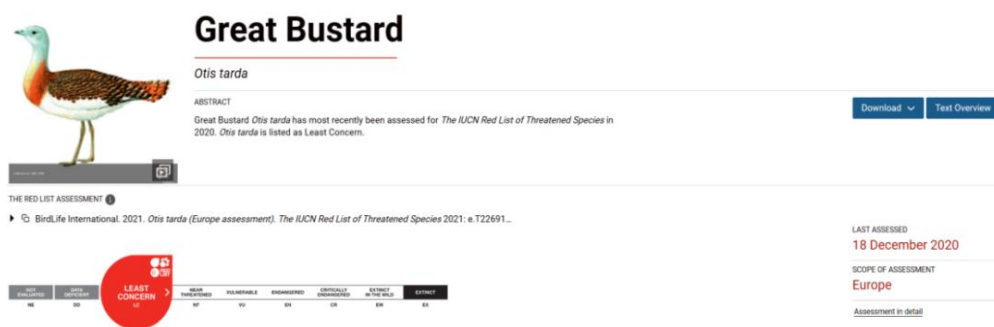 Great Bustard
Otis tarda
ABSTRACT
Great Bustard Otis tarda has most recently been assessed for The IUCN Red List of Threatened Species in
2020. Otis tarda is listed as Least Concern.
Download
Text Overview
THE RED LIST ASSESSMENT
BirdLife International. 2021. Otis tarda (Europe assessment). The IUCN Red List of Threatened Species 2021: e.T22691...
LAST ASSESSED
18 December 2020
SCOPE OF ASSESSMENT
Europe
Assessment in detail
NOT EVALUATED
NE
DATA DEFICIENT
DD
LEAST CONCERN
LC
NEAR THREATENED
NT
VULNERABLE
VU
ENDANGERED
EN
CRITICALLY ENDANGERED
CR
EXTINCT IN THE WILD
EW
EXTINCT
EX